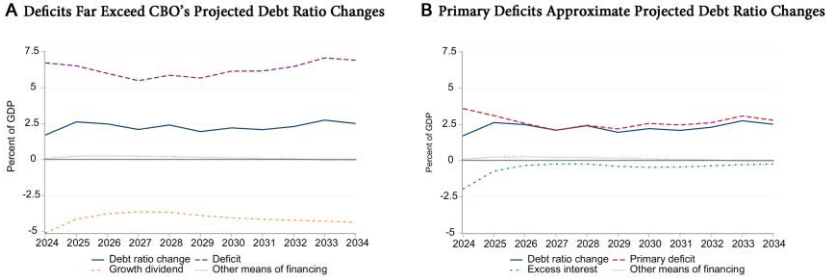 A Deficits Far Exceed CBO's Projected Debt Ratio Changes
Percent of GDP
7.5
5
2.5
0
-2.5
-5
2024 2025 2026 2027 2028 2029 2030 2031 2032 2033 2034
Debt ratio change Deficit
Growth dividend Other means of financing
B Primary Deficits Approximate Projected Debt Ratio Changes
Percent of GDP
7.5
5
2.5
0
-2.5
-5
2024 2025 2026 2027 2028 2029 2030 2031 2032 2033 2034
Debt ratio change Primary deficit
Excess interest Other means of financing